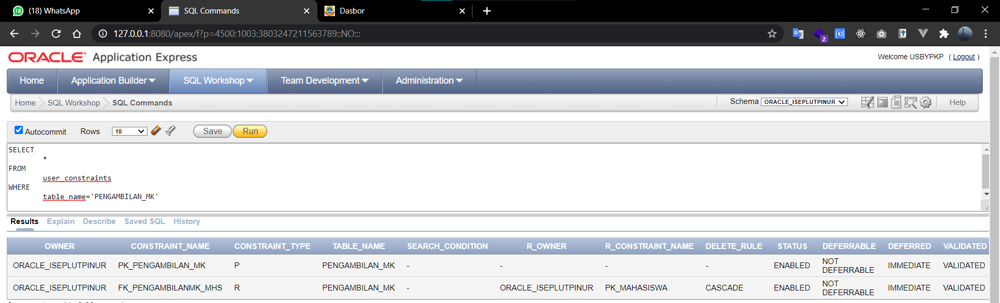 (18) WhatsApp
SQL Commands
Dasbor
127.0.0.1:8080/apex/f?p=4500:1003:3803247211563789::NO:::
2
ORACLE Application Express
Welcome USBYPKP ( Logout )
Home Application Builder SQL Workshop Team Development Administration
Home SQL Workshop SQL Commands Schema ORACLE_ISEPLUTPINUR Help
Autocommit Rows 10 Save Run
SELECT
*
FROM
user_constraints
WHERE
table_name='PENGAMBILAN_MK'
Results Explain Describe Saved SQL History
OWNER CONSTRAINT_NAME CONSTRAINT_TYPE TABLE_NAME SEARCH_CONDITION R_OWNER R_CONSTRAINT_NAME DELETE_RULE STATUS DEFERRABLE DEFERRED VALIDATED
ORACLE_ISEPLUTPINUR PK_PENGAMBILAN_MK P PENGAMBILAN_MK - - - - ENABLED NOT DEFERRABLE IMMEDIATE VALIDATED
ORACLE_ISEPLUTPINUR FK_PENGAMBILANMK_MHS R PENGAMBILAN_MK - ORACLE_ISEPLUTPINUR PK_MAHASISWA CASCADE ENABLED NOT DEFERRABLE IMMEDIATE VALIDATED